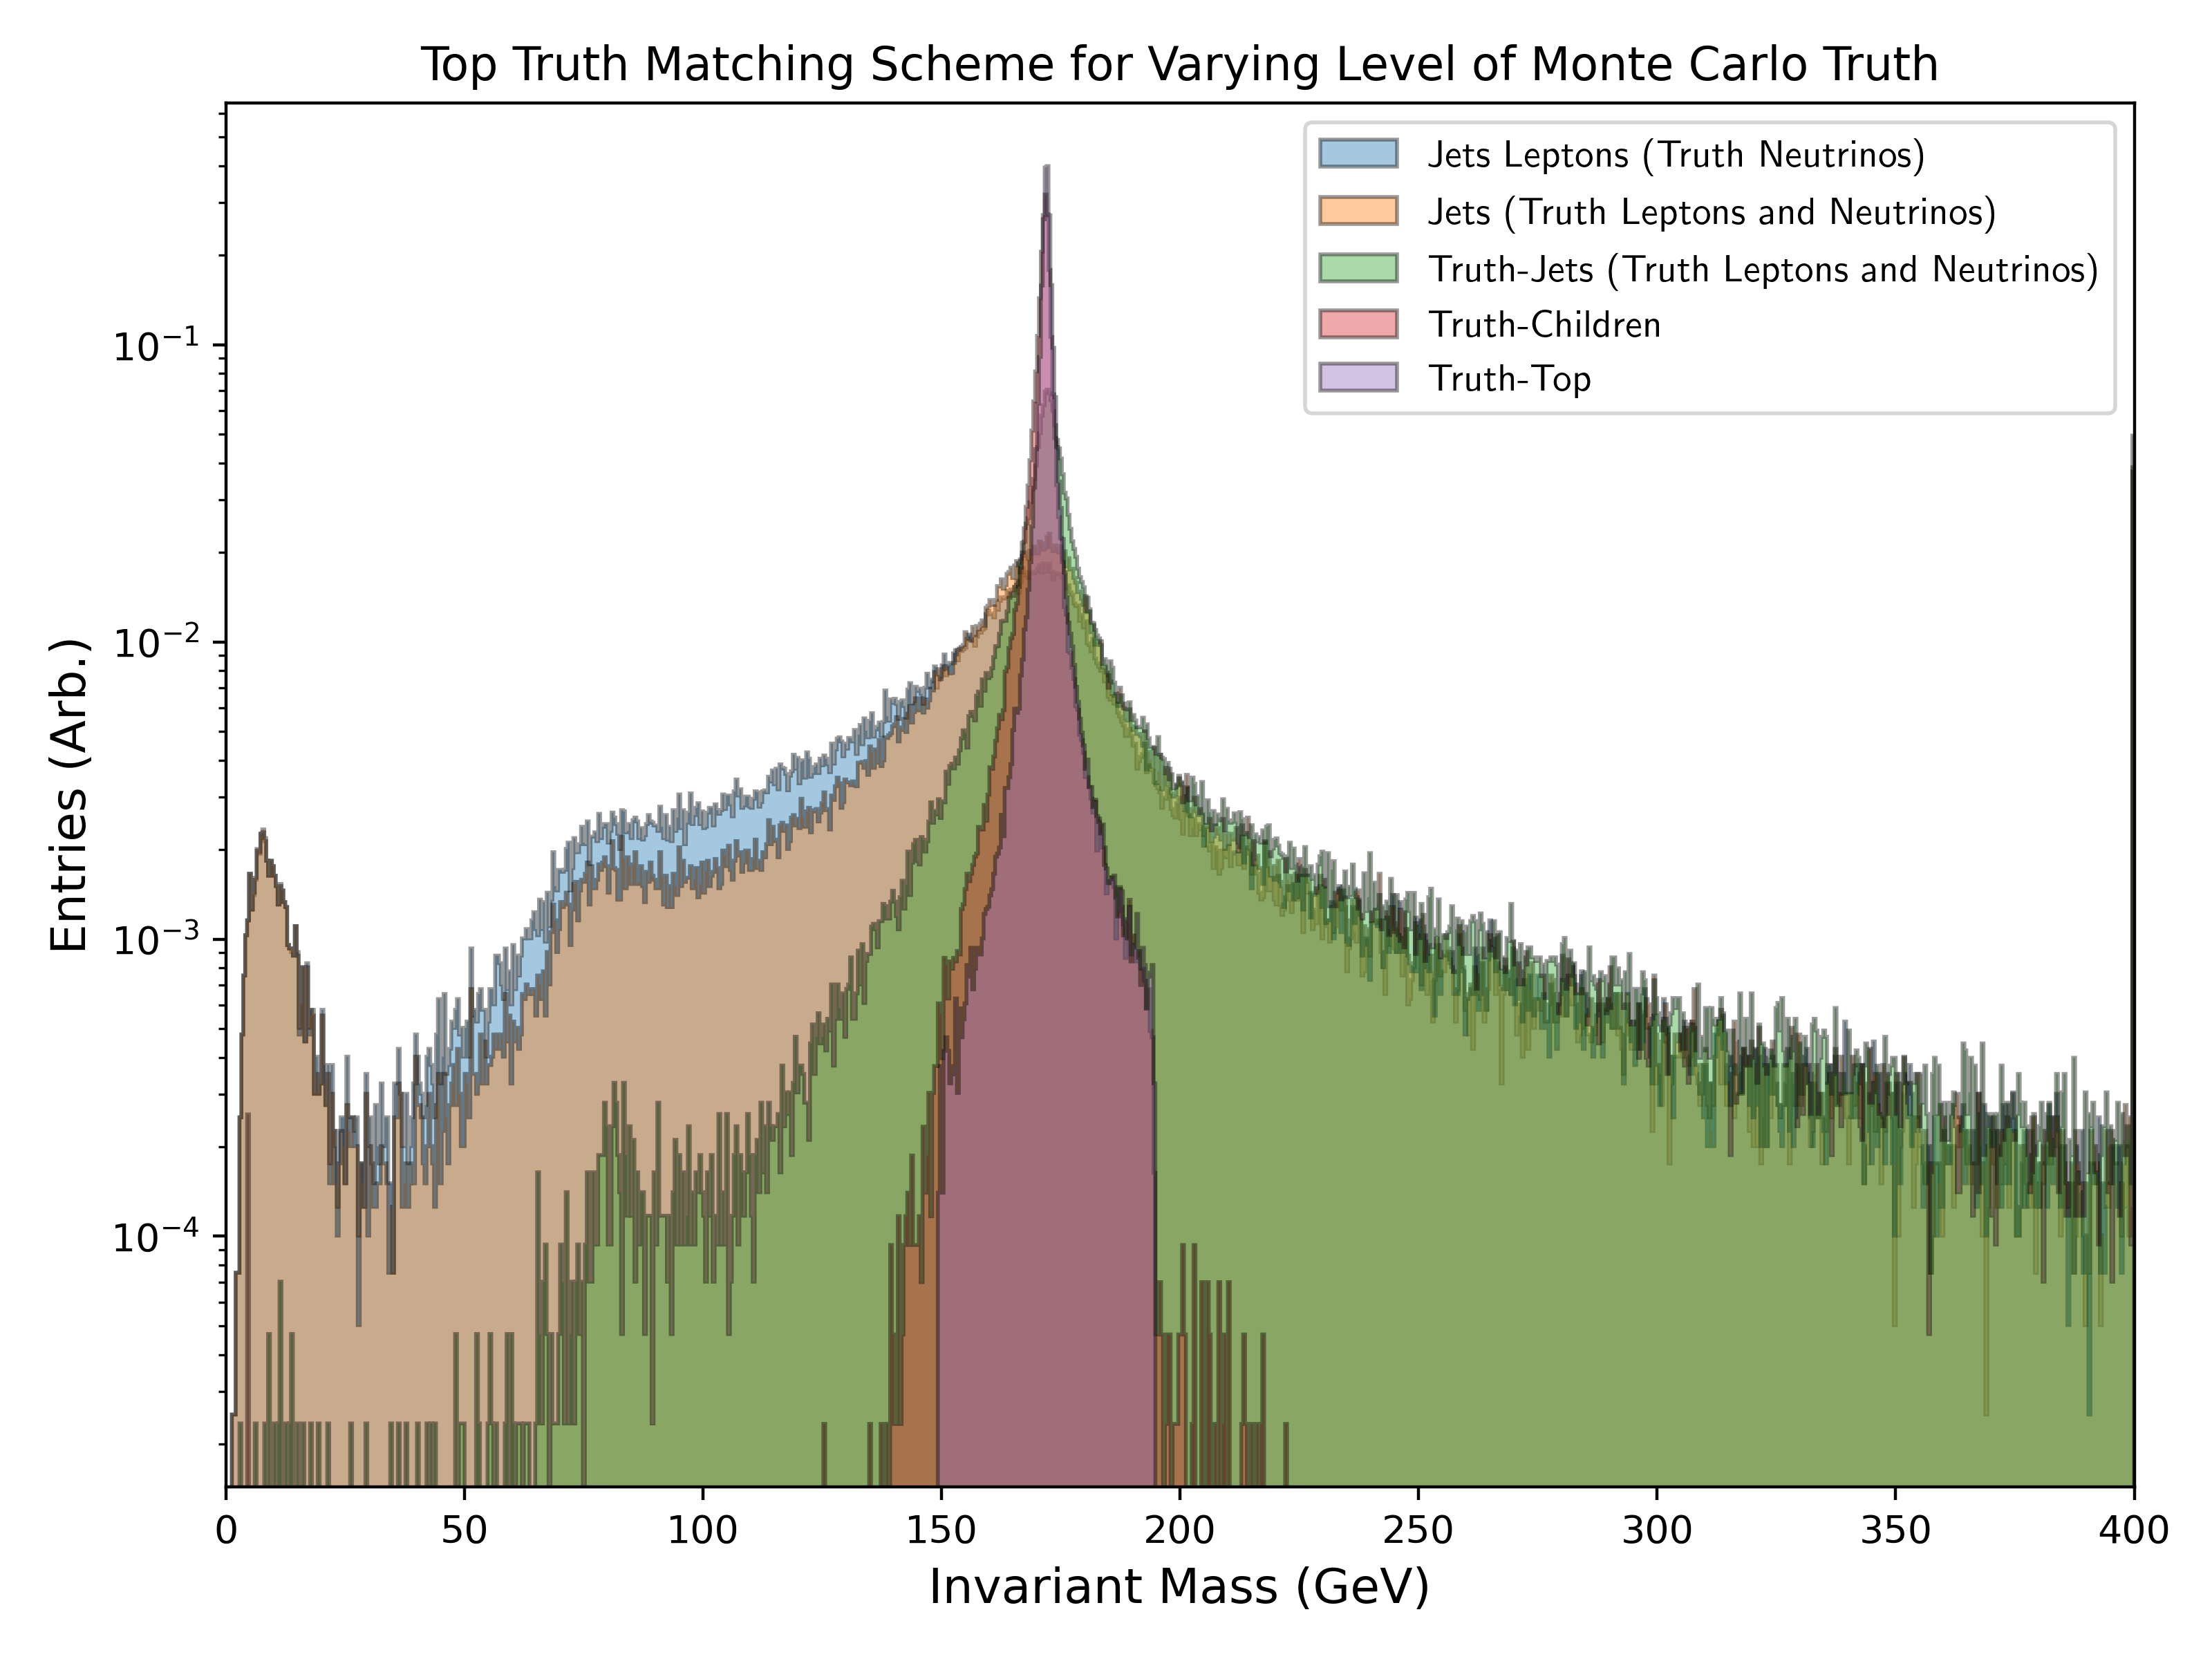 Top Truth Matching Scheme for Varying Level of Monte Carlo Truth
Jets Leptons (Truth Neutrinos)
Jets (Truth Leptons and Neutrinos)
Truth-Jets (Truth Leptons and Neutrinos)
Truth-Children
Truth-Top
Entries (Arb.)
10⁻¹
10⁻²
10⁻³
10⁻⁴
0 50 100 150 200 250 300 350 400
Invariant Mass (GeV)